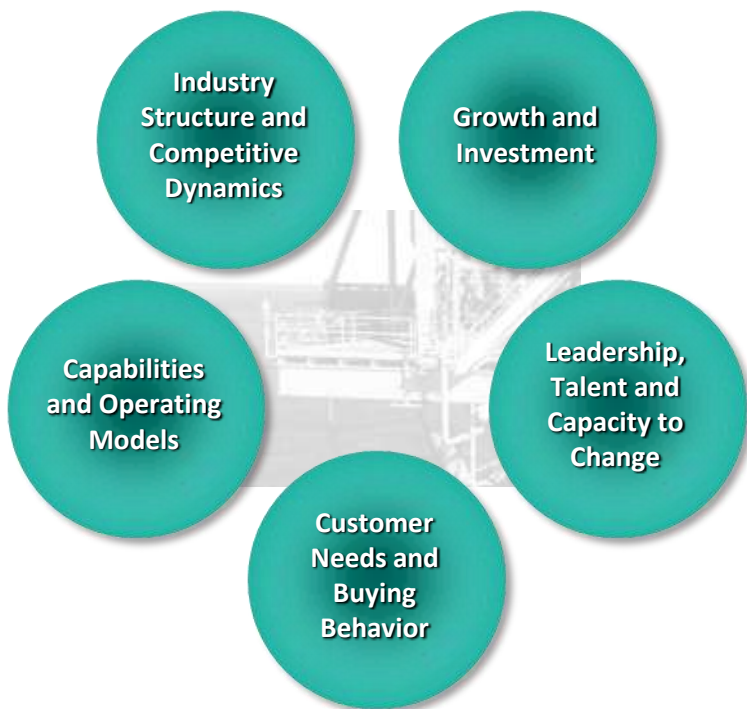 Industry
Structure and
Competitive
Dynamics
Growth and
Investment
Capabilities
and Operating
Models
Leadership,
Talent and
Capacity to
Change
Customer
Needs and
Buying
Behavior